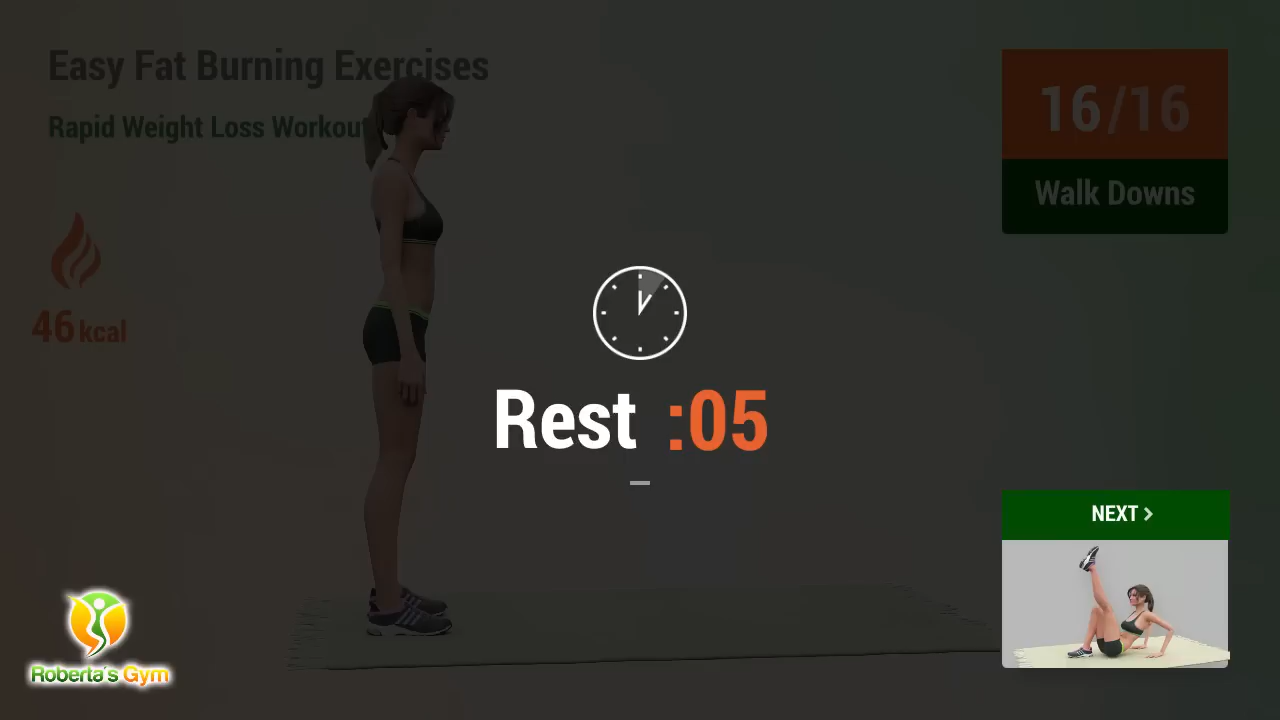 Easy Fat Burning Exercises
Rapid Weight Loss Workout
16/16
Walk Downs
46 kcal
Rest :05
NEXT >
Roberta's Gym